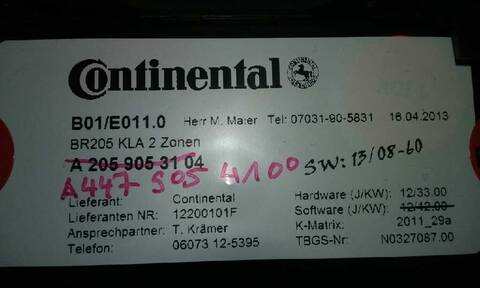 Continental
B01/E011.0 Herr M. Maier Tel: 07031-90-5831 16.04.2013
BR205 KLA 2 Zonen
A 205 905 31 04
A447 905 4100 SW: 13/08-60
Lieferant: Continental Hardware (J/KW): 12/33.00
Lieferanten NR: 12200101F Software (J/KW): 12/42.00
Ansprechpartner: T. Krämer K-Matrix: 2011_29a
Telefon: 06073 12-5395 TBGS-Nr: N0327087.00